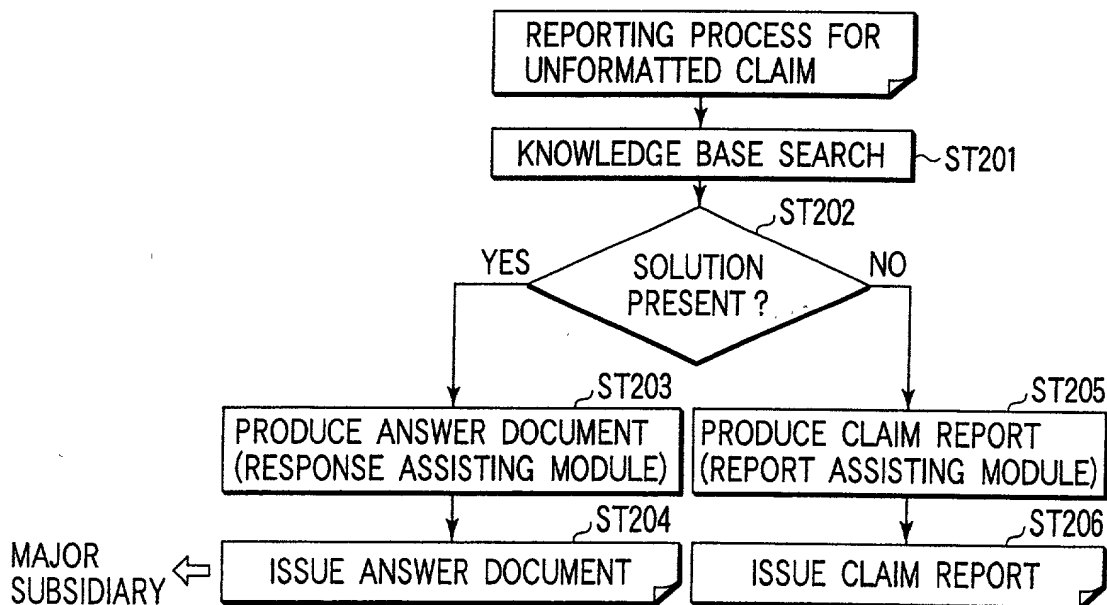 REPORTING PROCESS FOR
UNFORMATTED CLAIM
KNOWLEDGE BASE SEARCH
ST201
ST202
YES
SOLUTION
PRESENT ?
NO
ST203
PRODUCE ANSWER DOCUMENT
(RESPONSE ASSISTING MODULE)
ST205
PRODUCE CLAIM REPORT
(REPORT ASSISTING MODULE)
ST204
ISSUE ANSWER DOCUMENT
MAJOR
SUBSIDIARY
ST206
ISSUE CLAIM REPORT